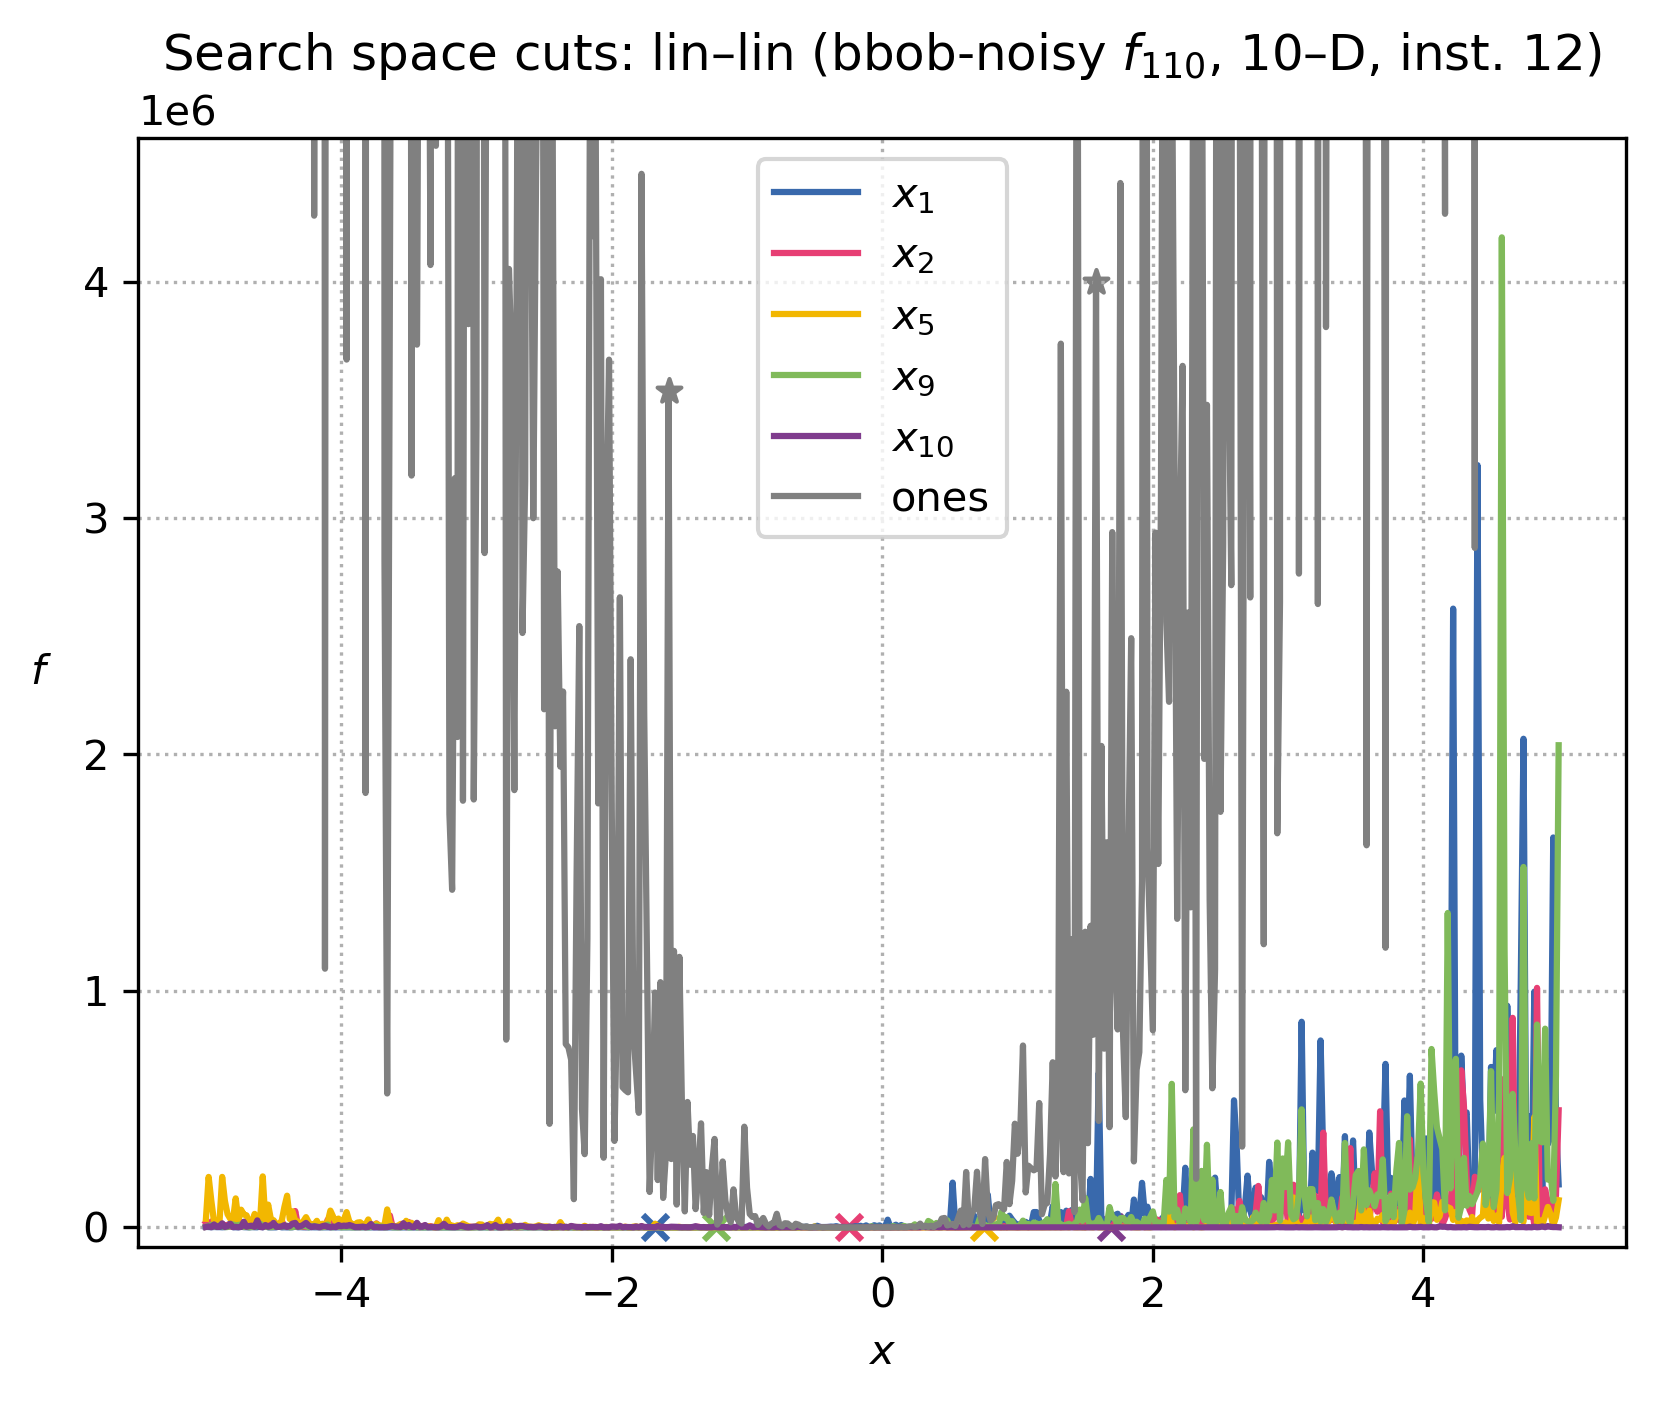 Search space cuts: lin–lin (bbob-noisy f₁₁₀, 10–D, inst. 12)
1e6
x₁
x₂
x₅
x₉
x₁₀
ones
4
3
2
1
0
f
−4 −2 0 2 4
x